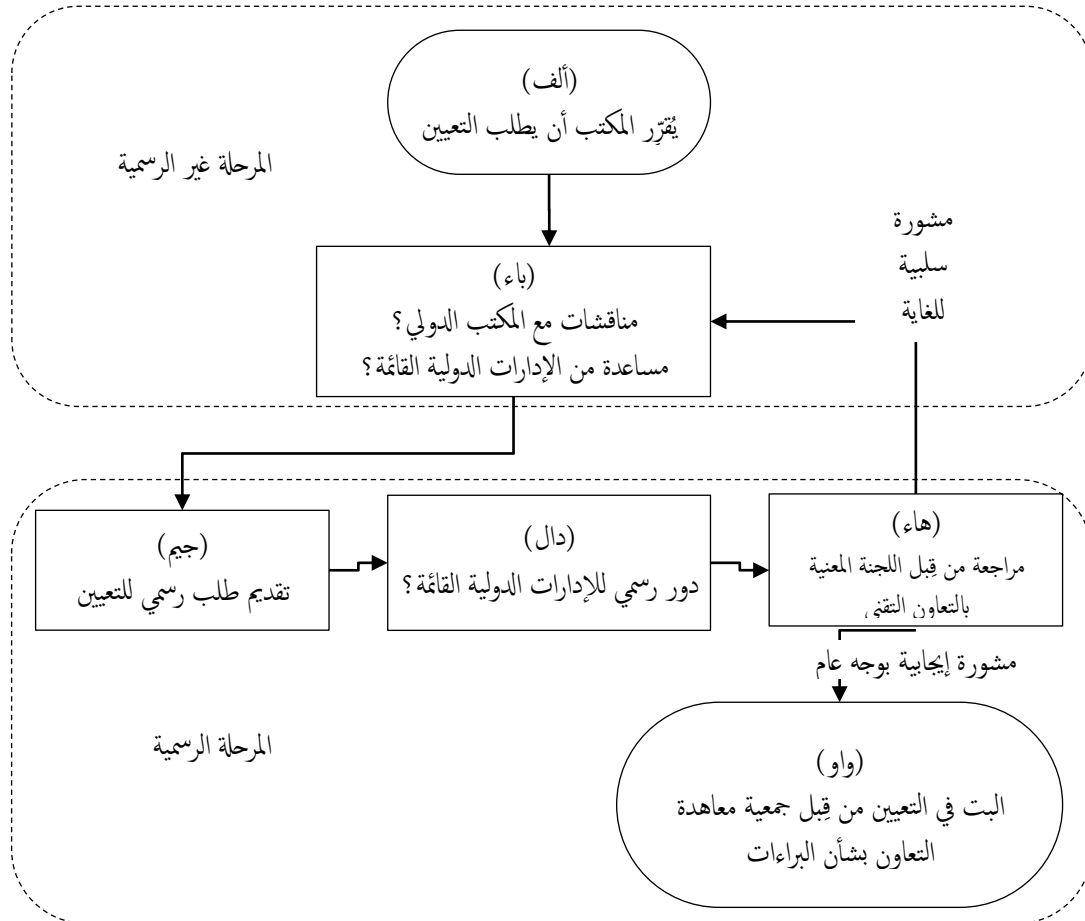 (ألف)
يُقرّر المكتب أن يطلب التعيين
المرحلة غير الرسمية
مشورة
سلبية
للغاية
(باء)
مناقشات مع المكتب الدولي؟
مساعدة من الإدارات الدولية القائمة؟
(جيم)
تقديم طلب رسمي للتعيين
(دال)
دور رسمي للإدارات الدولية القائمة؟
(هاء)
مراجعة من قِبل اللجنة المعنية
بالتعاون التقني
مشورة إيجابية بوجه عام
المرحلة الرسمية
(واو)
البت في التعيين من قِبل جمعية معاهدة
التعاون بشأن البراءات